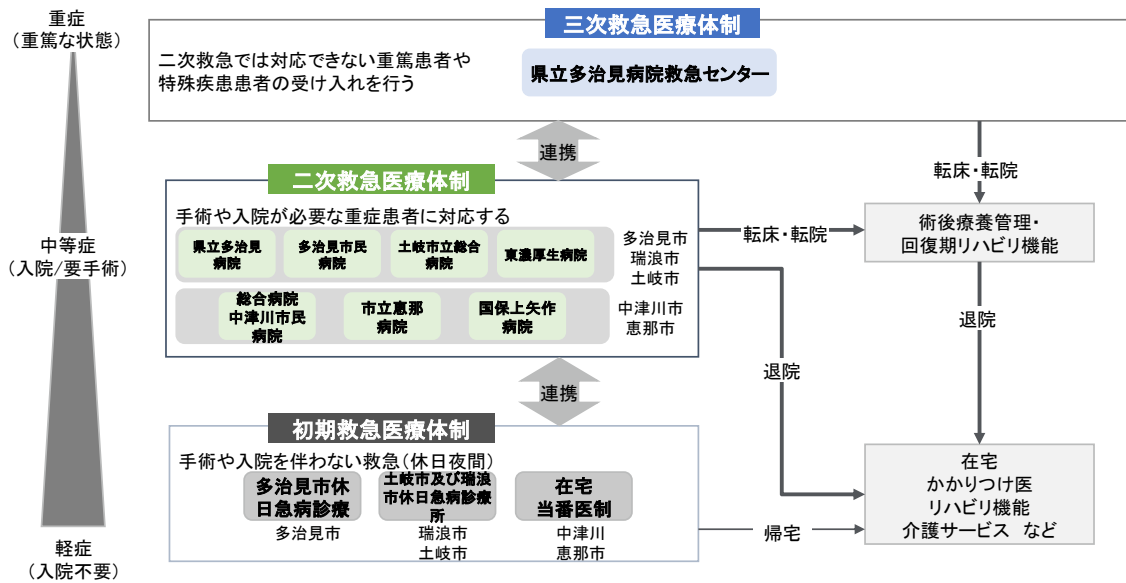 重症
（重篤な状態）
三次救急医療体制
二次救急では対応できない重篤患者や
特殊疾患患者の受け入れを行う
県立多治見病院救急センター
連携
転床・転院
二次救急医療体制
手術や入院が必要な重症患者に対応する
県立多治見
病院
多治見市民
病院
土岐市立総合
病院
東濃厚生病院
多治見市
瑞浪市
土岐市
総合病院
中津川市民
病院
市立恵那
病院
国保上矢作
病院
中津川市
恵那市
中等症
（入院/要手術）
転床・転院
術後療養管理・
回復期リハビリ機能
退院
退院
連携
初期救急医療体制
手術や入院を伴わない救急（休日夜間）
多治見市休
日急病診療
多治見市
土岐市及び瑞浪
市休日急病診療
所
瑞浪市
土岐市
在宅
当番医制
中津川
恵那市
帰宅
在宅
かかりつけ医
リハビリ機能
介護サービス など
軽症
（入院不要）